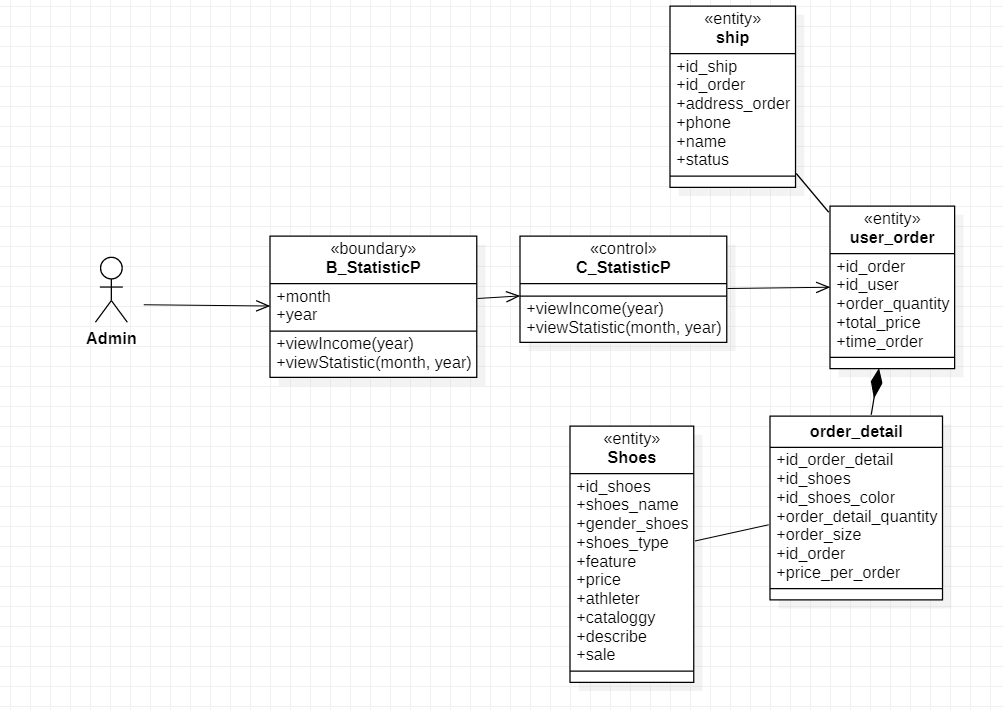 «entity»
ship
+id_ship
+id_order
+address_order
+phone
+name
+status
«entity»
user_order
+id_order
+id_user
+order_quantity
+total_price
+time_order
«boundary»
B_StatisticP
+month
+year
+viewIncome(year)
+viewStatistic(month, year)
«control»
C_StatisticP
+viewIncome(year)
+viewStatistic(month, year)
Admin
order_detail
+id_order_detail
+id_shoes
+id_shoes_color
+order_detail_quantity
+order_size
+id_order
+price_per_order
«entity»
Shoes
+id_shoes
+shoes_name
+gender_shoes
+shoes_type
+feature
+price
+athleter
+cataloggy
+describe
+sale